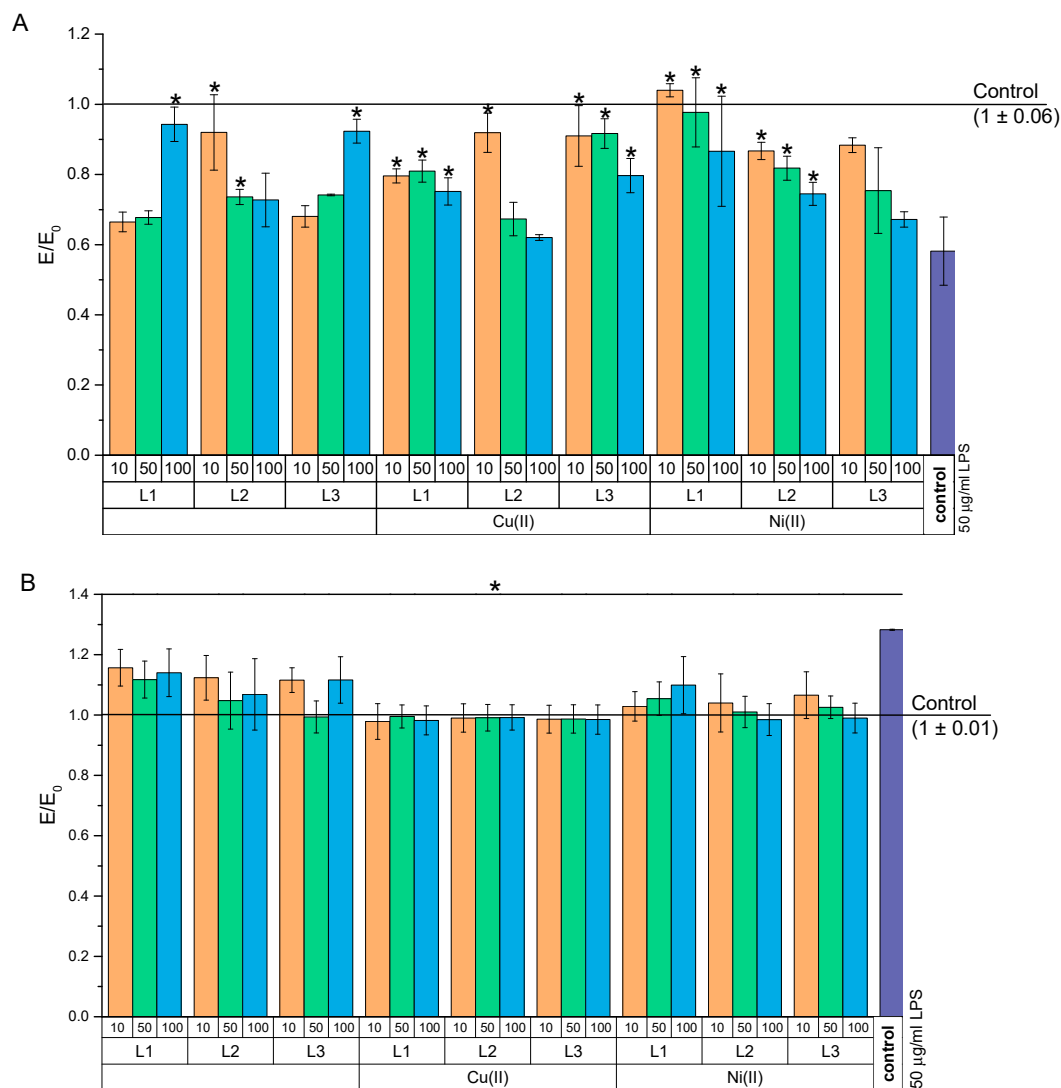 A
1.2
1.0
0.8
0.6
0.4
0.2
0.0
E/E0
* * * * * * * * * * * * * * * * *
Control
(1 ± 0.06)
10 50 100 10 50 100 10 50 100 10 50 100 10 50 100 10 50 100 10 50 100 10 50 100 10 50 100
L1 L2 L3 L1 L2 L3 L1 L2 L3
Cu(II) Ni(II)
control
50 µg/ml LPS
B
1.4
1.2
1.0
0.8
0.6
0.4
0.2
0.0
E/E0
*
Control
(1 ± 0.01)
10 50 100 10 50 100 10 50 100 10 50 100 10 50 100 10 50 100 10 50 100 10 50 100 10 50 100
L1 L2 L3 L1 L2 L3 L1 L2 L3
Cu(II) Ni(II)
control
50 µg/ml LPS